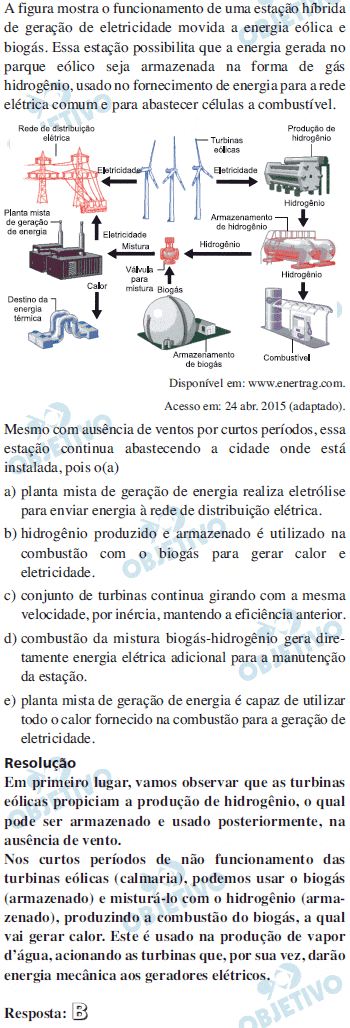 A figura mostra o funcionamento de uma estação híbrida
de geração de eletricidade movida a energia eólica e
biogás. Essa estação possibilita que a energia gerada no
parque eólico seja armazenada na forma de gás
hidrogênio, usado no fornecimento de energia para a rede
elétrica comum e para abastecer células a combustível.
Rede de distribuição
elétrica
Turbinas
eólicas
Produção de
hidrogênio
Eletricidade
Eletricidade
Hidrogênio
Planta mista
de geração
de energia
Eletricidade
Armazenamento
de hidrogênio
Mistura
Hidrogênio
Calor
Válvula
para
mistura
Biogás
Hidrogênio
Destino da
energia
térmica
Armazenamento
de biogás
Combustível
Disponível em: www.enertrag.com.
Acesso em: 24 abr. 2015 (adaptado).
Mesmo com ausência de ventos por curtos períodos, essa
estação continua abastecendo a cidade onde está
instalada, pois o(a)
a) planta mista de geração de energia realiza eletrólise
para enviar energia à rede de distribuição elétrica.
b) hidrogênio produzido e armazenado é utilizado na
combustão com o biogás para gerar calor e
eletricidade.
c) conjunto de turbinas continua girando com a mesma
velocidade, por inércia, mantendo a eficiência anterior.
d) combustão da mistura biogás-hidrogênio gera dire-
tamente energia elétrica adicional para a manutenção
da estação.
e) planta mista de geração de energia é capaz de utilizar
todo o calor fornecido na combustão para a geração de
eletricidade.
Resolução
Em primeiro lugar, vamos observar que as turbinas
eólicas propiciam a produção de hidrogênio, o qual
pode ser armazenado e usado posteriormente, na
ausência de vento.
Nos curtos períodos de não funcionamento das
turbinas eólicas (calmaria), podemos usar o biogás
(armazenado) e misturá-lo com o hidrogênio (arma-
zenado), produzindo a combustão do biogás, a qual
vai gerar calor. Este é usado na produção de vapor
d'água, acionando as turbinas que, por sua vez, darão
energia mecânica aos geradores elétricos.
Resposta: B
OBJETIVO